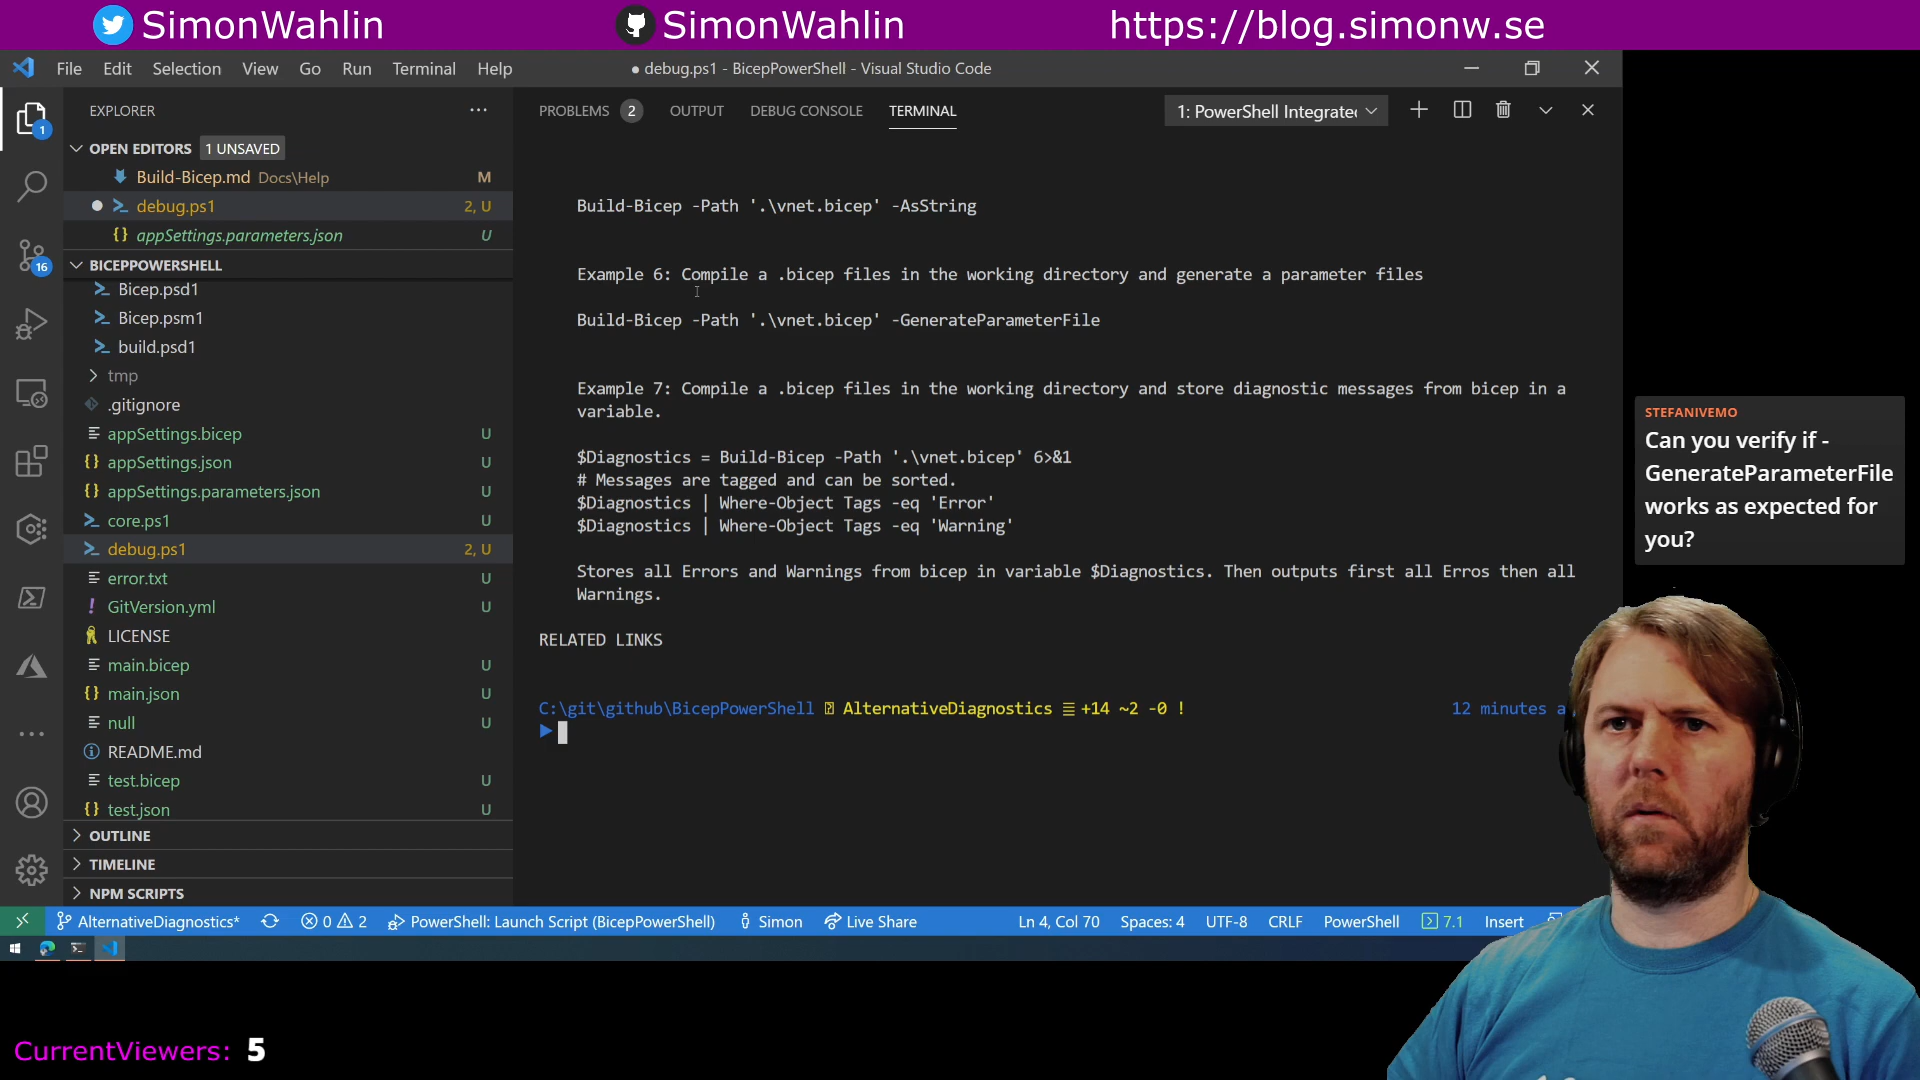 SimonWahlin
SimonWahlin
https://blog.simonw.se
File Edit Selection View Go Run Terminal Help
● debug.ps1 - BicepPowerShell - Visual Studio Code
EXPLORER
OPEN EDITORS 1 UNSAVED
Build-Bicep.md Docs\Help M
debug.ps1 2, U
appSettings.parameters.json U
BICEPPOWERSHELL
Bicep.psd1
Bicep.psm1
build.psd1
tmp
.gitignore
appSettings.bicep U
appSettings.json U
appSettings.parameters.json U
core.ps1 U
debug.ps1 2, U
error.txt U
GitVersion.yml U
LICENSE
main.bicep U
main.json U
null U
README.md
test.bicep U
test.json U
OUTLINE
TIMELINE
NPM SCRIPTS
1
16
PROBLEMS 2 OUTPUT DEBUG CONSOLE TERMINAL
1: PowerShell Integrated
Build-Bicep -Path '.\vnet.bicep' -AsString
Example 6: Compile a .bicep files in the working directory and generate a parameter files
Build-Bicep -Path '.\vnet.bicep' -GenerateParameterFile
Example 7: Compile a .bicep files in the working directory and store diagnostic messages from bicep in a
variable.
$Diagnostics = Build-Bicep -Path '.\vnet.bicep' 6>&1
# Messages are tagged and can be sorted.
$Diagnostics | Where-Object Tags -eq 'Error'
$Diagnostics | Where-Object Tags -eq 'Warning'
Stores all Errors and Warnings from bicep in variable $Diagnostics. Then outputs first all Erros then all
Warnings.
RELATED LINKS
C:\git\github\BicepPowerShell AlternativeDiagnostics ≡ +14 ~2 -0 !
12 minutes a
STEFANIVEMO
Can you verify if -
GenerateParameterFile
works as expected for
you?
AlternativeDiagnostics* 0 2 PowerShell: Launch Script (BicepPowerShell) Simon Live Share Ln 4, Col 70 Spaces: 4 UTF-8 CRLF PowerShell 7.1 Insert
CurrentViewers: 5